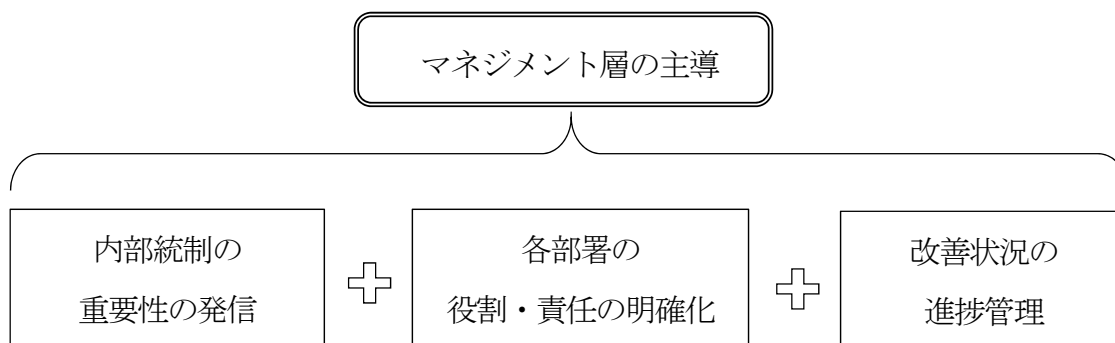 マネジメント層の主導
内部統制の
重要性の発信
各部署の
役割・責任の明確化
改善状況の
進捗管理